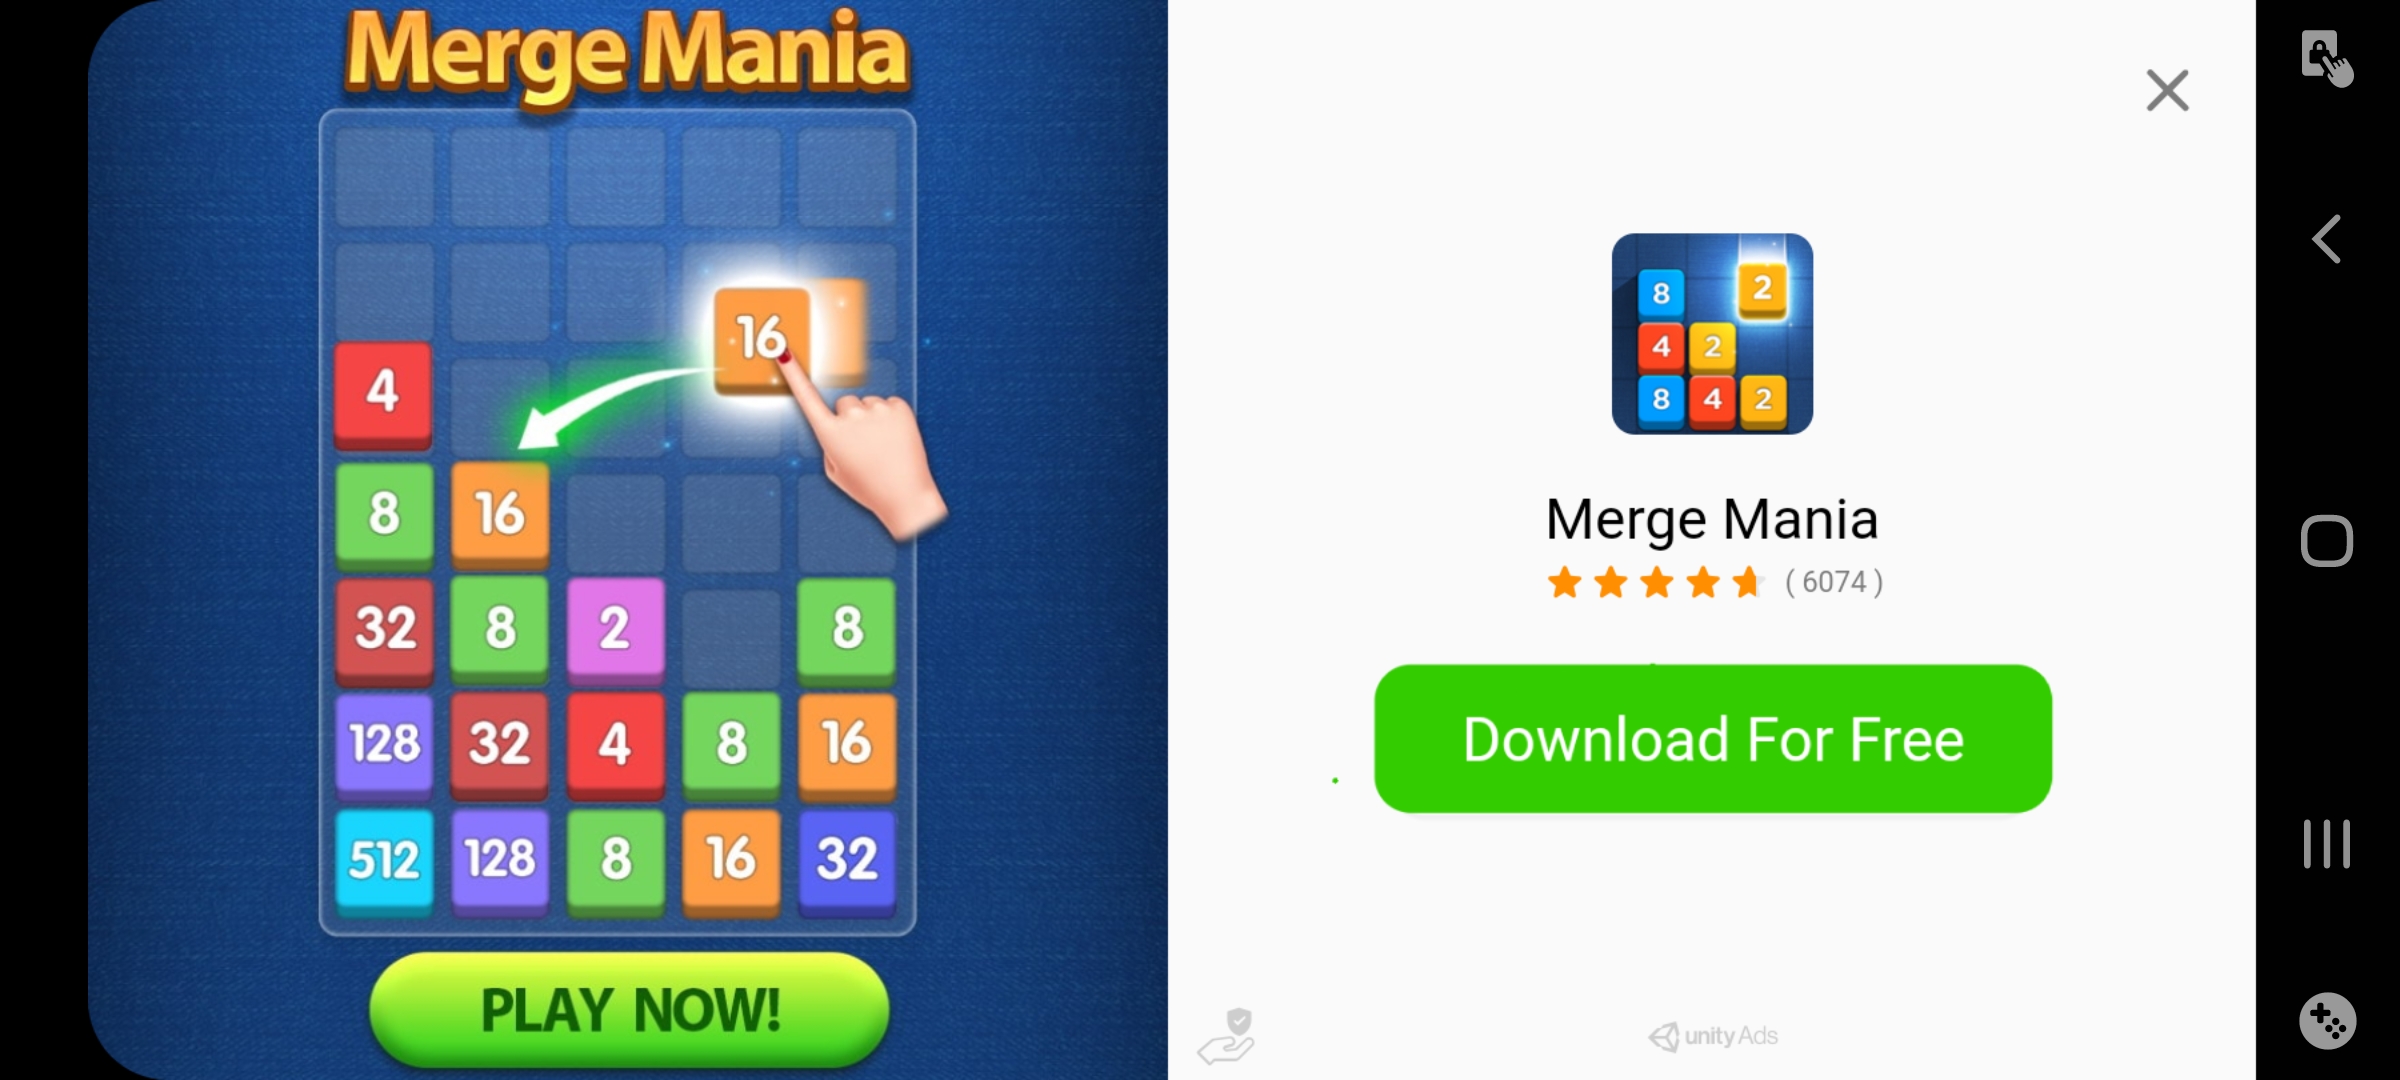 Merge Mania
16
4
8 16
32 8 2 8
128 32 4 8 16
512 128 8 16 32
PLAY NOW!
8 2
4 2
8 4 2
Merge Mania
( 6074 )
Download For Free
unity Ads